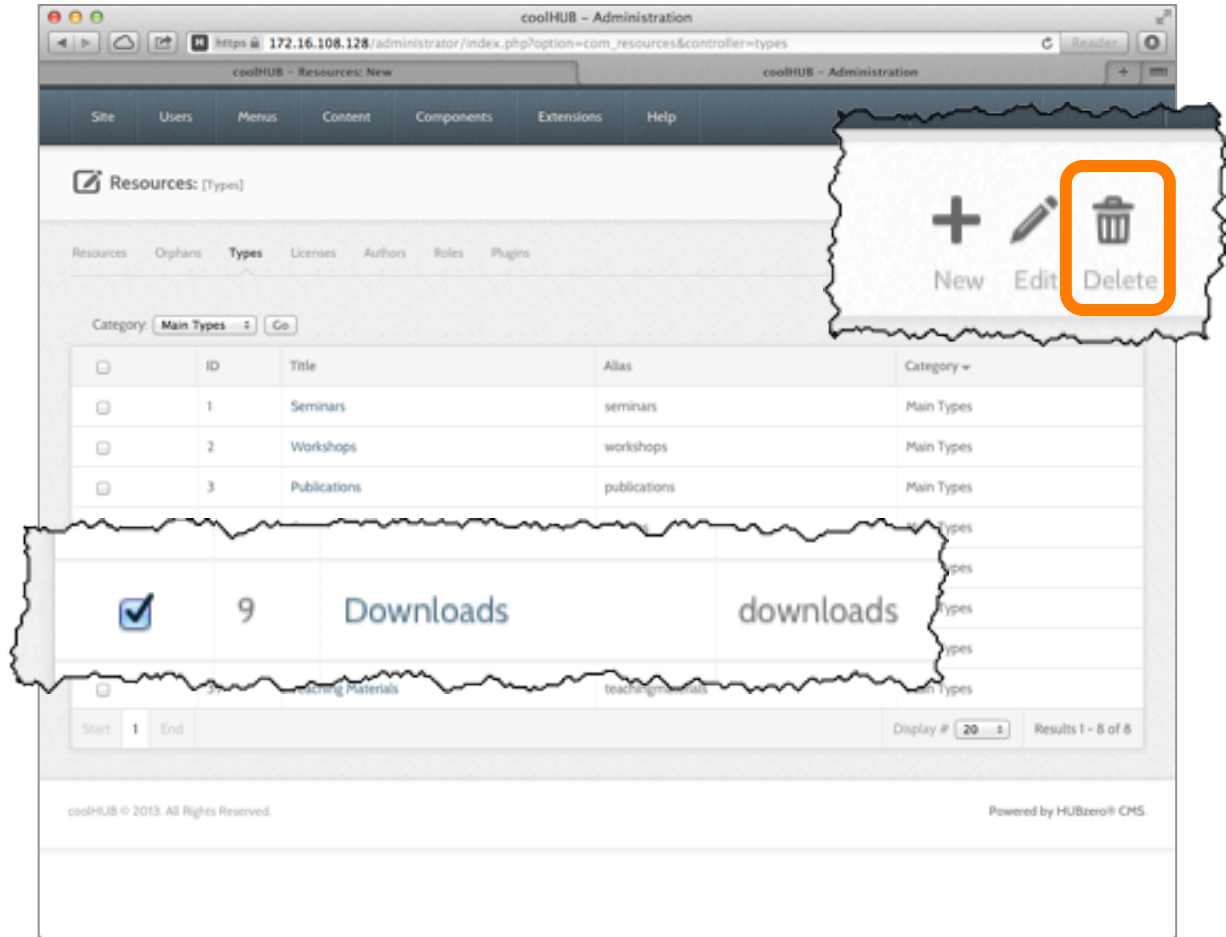 coolHUB – Administration
https 172.16.108.128/administrator/index.php?option=com_resources&controller=types
Reader
coolHUB – Resources: New
coolHUB – Administration
Site Users Menus Content Components Extensions Help
Resources: [Types]
New Edit Delete
Resources Orphans Types Licenses Authors Roles Plugins
Category: Main Types Go
ID Title Alias Category
1 Seminars seminars Main Types
2 Workshops workshops Main Types
3 Publications publications Main Types
Types
9 Downloads downloads
Teaching Materials teachingmaterials Main Types
Start 1 End Display # 20 Results 1 - 8 of 8
coolHUB © 2013. All Rights Reserved. Powered by HUBzero® CMS